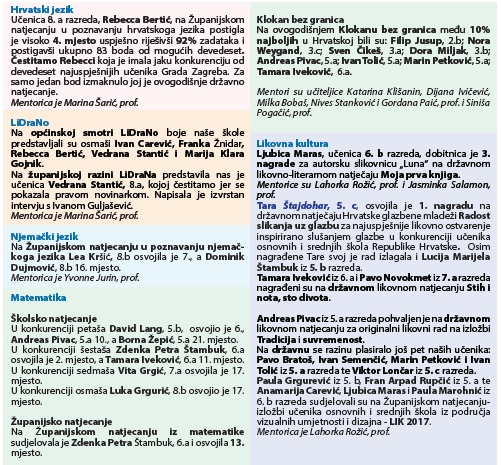 Hrvatski jezik
Učenica 8. a razreda, Rebecca Bertić, na Županijskom
natjecanju u poznavanju hrvatskoga jezika postigla
je visoko 4. mjesto uspješno riješivši 92% zadataka i
postigavši ukupno 83 boda od mogućih devedeset.
Čestitamo Rebecci koja je imala jaku konkurenciju od
devedeset najuspješnijih učenika Grada Zagreba. Za
samo jedan bod izmaknulo joj je ovogodišnje državno
natjecanje.
Mentorica je Marina Šarić, prof.
LiDraNo
Na općinskoj smotri LiDraNo boje naše škole
predstavljali su osmaši Ivan Carević, Franka Žnidar,
Rebecca Bertić, Vedrana Stantić i Marija Klara
Gojnik.
Na županijskoj razini LiDraNo predstavila nas je
učenica Vedrana Stantić, 8.a, kojoj čestitamo jer se
pokazala pravom novinarkom. Napisala je izvrstan
intervju s Ivanom Guljašević.
Mentorica je Marina Šarić, prof.
Njemački jezik
Na Županijskom natjecanju u poznavanju njemač-
koga jezika Lea Kršić, 8.b osvojila je 7., a Dominik
Dujmović, 8.b 16. mjesto.
Mentorica je Yvonne Jurin, prof.
Matematika
Školsko natjecanje
U konkurenciji petaša David Lang, 5.b, osvojio je 6.,
Andreas Pivac, 5.a 10., a Borna Žepić, 5.a 21. mjesto.
U konkurenciji šestaša Zdenka Petra Štambuk, 6.a
osvojila je 2. mjesto, a Tamara Iveković, 6.a 11. mjesto.
U konkurenciji sedmaša Vita Grgić, 7.a osvojila je 17.
mjesto.
U konkurenciji osmaša Luka Grgurić, 8.b osvojio je 17.
mjesto.
Županijsko natjecanje
Na Županijskom natjecanju iz matematike
sudjelovala je Zdenka Petra Štambuk, 6.a i osvojila 13.
mjesto.
Klokan bez granica
Na ovogodišnjem Klokanu bez granica među 10%
najboljih u Hrvatskoj bili su: Filip Jusup, 2.b; Nora
Weygand, 3.c; Sven Čikeš, 3.a; Dora Miljak, 3.b;
Andreas Pivac, 5.a; Ivan Tolić, 5.a; Marin Petković, 5.a;
Tamara Iveković, 6.a.
Mentori su učiteljice Katarina Klišanin, Dijana Ivičević,
Milka Bobaš, Nives Stanković i Gordana Paić, prof. i Siniša
Pogačić, prof.
Likovna kultura
Ljubica Maras, učenica 6. b razreda, dobitnica je 3.
nagrade za autorsku slikovnicu „Luna“ na državnom
likovno-literarnom natječaju Moja prva knjiga.
Mentorice su Lahorka Rožić, prof. i Jasminka Salamon,
prof.
Tara Štajdohar, 5. c, osvojila je 1. nagradu na
državnom natječaju Hrvatske glazbene mladeži Radost
slikanja uz glazbu za najuspješnije likovno ostvarenje
inspirirano slušanjem glazbe u konkurenciji učenika
osnovnih i srednjih škola Republike Hrvatske. Osim
nagrađene Tare svoj je rad izlagala i Lucija Marijela
Štambuk iz 5. b razreda.
Tamara Iveković iz 6. a i Pavo Novokmet iz 7. a razreda
nagrađeni su na državnom likovnom natječaju Stih i
nota, sto divota.
Andreas Pivac iz 5. a razreda pohvaljen je na državnom
likovnom natječaju za originalni likovni rad na izložbi
Tradicija i suvremenost.
Na državnu se razinu plasiralo još pet naših učenika:
Pavo Bratoš, Ivan Semenčić, Marin Petković i Ivan
Tolić iz 5. a razreda te Viktor Lončar iz 5. c razreda.
Paula Grgurević iz 5. b, Fran Arpad Rupčić iz 5. a te
Anamarija Carević, Ljubica Maras i Paula Marohnić iz
6. b razreda sudjelovali su na Županijskom natjecanju-
izložbi učenika osnovnih i srednjih škola iz područja
vizualnih umjetnosti i dizajna - LIK 2017.
Mentorica je Lahorka Rožić, prof.